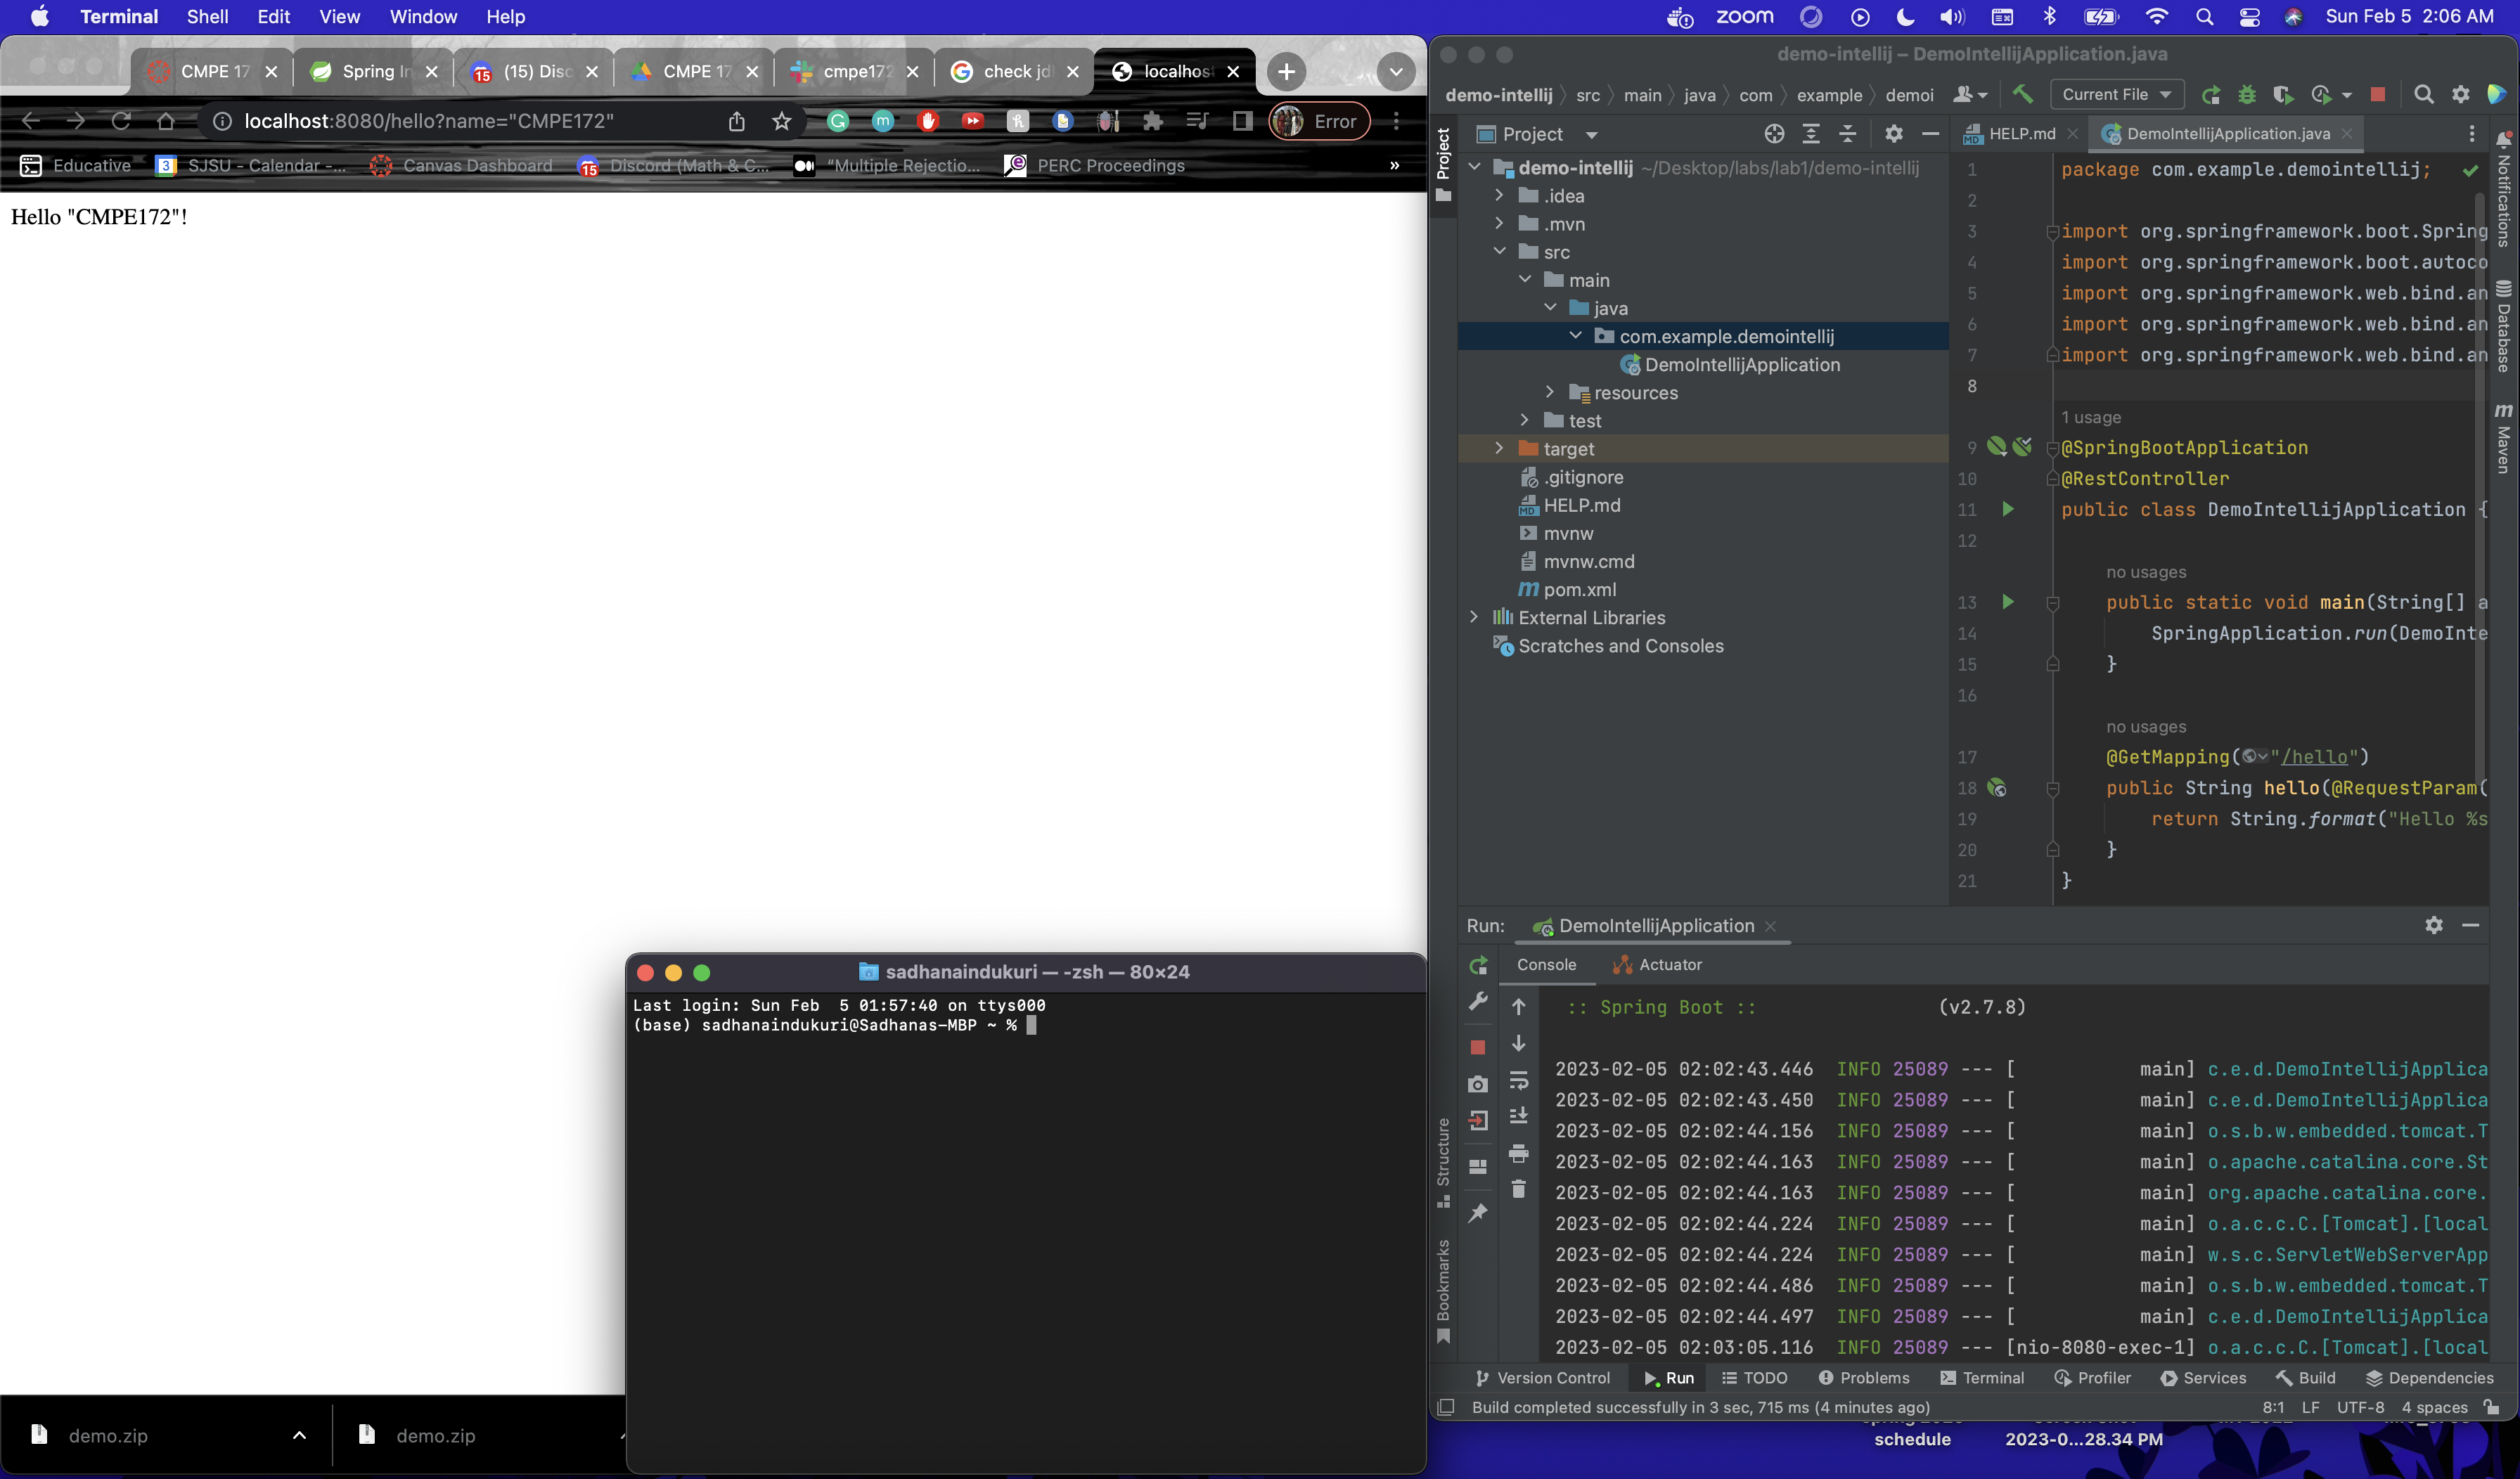 Terminal Shell Edit View Window Help
zoom Sun Feb 5 2:06 AM
CMPE 17
Spring In
15 (15) Disc
CMPE 17
cmpe172
check jdk
localhost
localhost:8080/hello?name="CMPE172"
Error
Educative
3 SJSU - Calendar -...
Canvas Dashboard
15 Discord (Math & C...
"Multiple Rejectio...
PERC Proceedings
»
Hello "CMPE172"!
sadhanaindukuri — -zsh — 80×24
Last login: Sun Feb  5 01:57:40 on ttys000
(base) sadhanaindukuri@Sadhanas-MBP ~ %
demo.zip
demo.zip
demo-intellij – DemoIntellijApplication.java
demo-intellij src main java com example demoi
Current File
Project
Project
HELP.md
DemoIntellijApplication.java
demo-intellij ~/Desktop/labs/lab1/demo-intellij
.idea
.mvn
src
main
java
com.example.demointellij
DemoIntellijApplication
resources
test
target
.gitignore
HELP.md
mvnw
mvnw.cmd
pom.xml
External Libraries
Scratches and Consoles
1 package com.example.demointellij;
2
3 import org.springframework.boot.Spring
4 import org.springframework.boot.autoco
5 import org.springframework.web.bind.an
6 import org.springframework.web.bind.an
7 import org.springframework.web.bind.an
8
1 usage
9 @SpringBootApplication
10 @RestController
11 public class DemoIntellijApplication {
12
no usages
13 public static void main(String[] a
14 SpringApplication.run(DemoInte
15 }
16
no usages
17 @GetMapping("/hello")
18 public String hello(@RequestParam(
19 return String.format("Hello %s
20 }
21 }
Notifications
Database
m Maven
Run: DemoIntellijApplication
Console
Actuator
:: Spring Boot :: (v2.7.8)
2023-02-05 02:02:43.446 INFO 25089 --- [ main] c.e.d.DemoIntellijApplica
2023-02-05 02:02:43.450 INFO 25089 --- [ main] c.e.d.DemoIntellijApplica
2023-02-05 02:02:44.156 INFO 25089 --- [ main] o.s.b.w.embedded.tomcat.T
2023-02-05 02:02:44.163 INFO 25089 --- [ main] o.apache.catalina.core.St
2023-02-05 02:02:44.163 INFO 25089 --- [ main] org.apache.catalina.core.
2023-02-05 02:02:44.224 INFO 25089 --- [ main] o.a.c.c.C.[Tomcat].[local
2023-02-05 02:02:44.224 INFO 25089 --- [ main] w.s.c.ServletWebServerApp
2023-02-05 02:02:44.486 INFO 25089 --- [ main] o.s.b.w.embedded.tomcat.T
2023-02-05 02:02:44.497 INFO 25089 --- [ main] c.e.d.DemoIntellijApplica
2023-02-05 02:03:05.116 INFO 25089 --- [nio-8080-exec-1] o.a.c.c.C.[Tomcat].[local
Structure
Bookmarks
Version Control Run TODO Problems Terminal Profiler Services Build Dependencies
Build completed successfully in 3 sec, 715 ms (4 minutes ago)
8:1 LF UTF-8 4 spaces
schedule
2023-0...28.34 PM